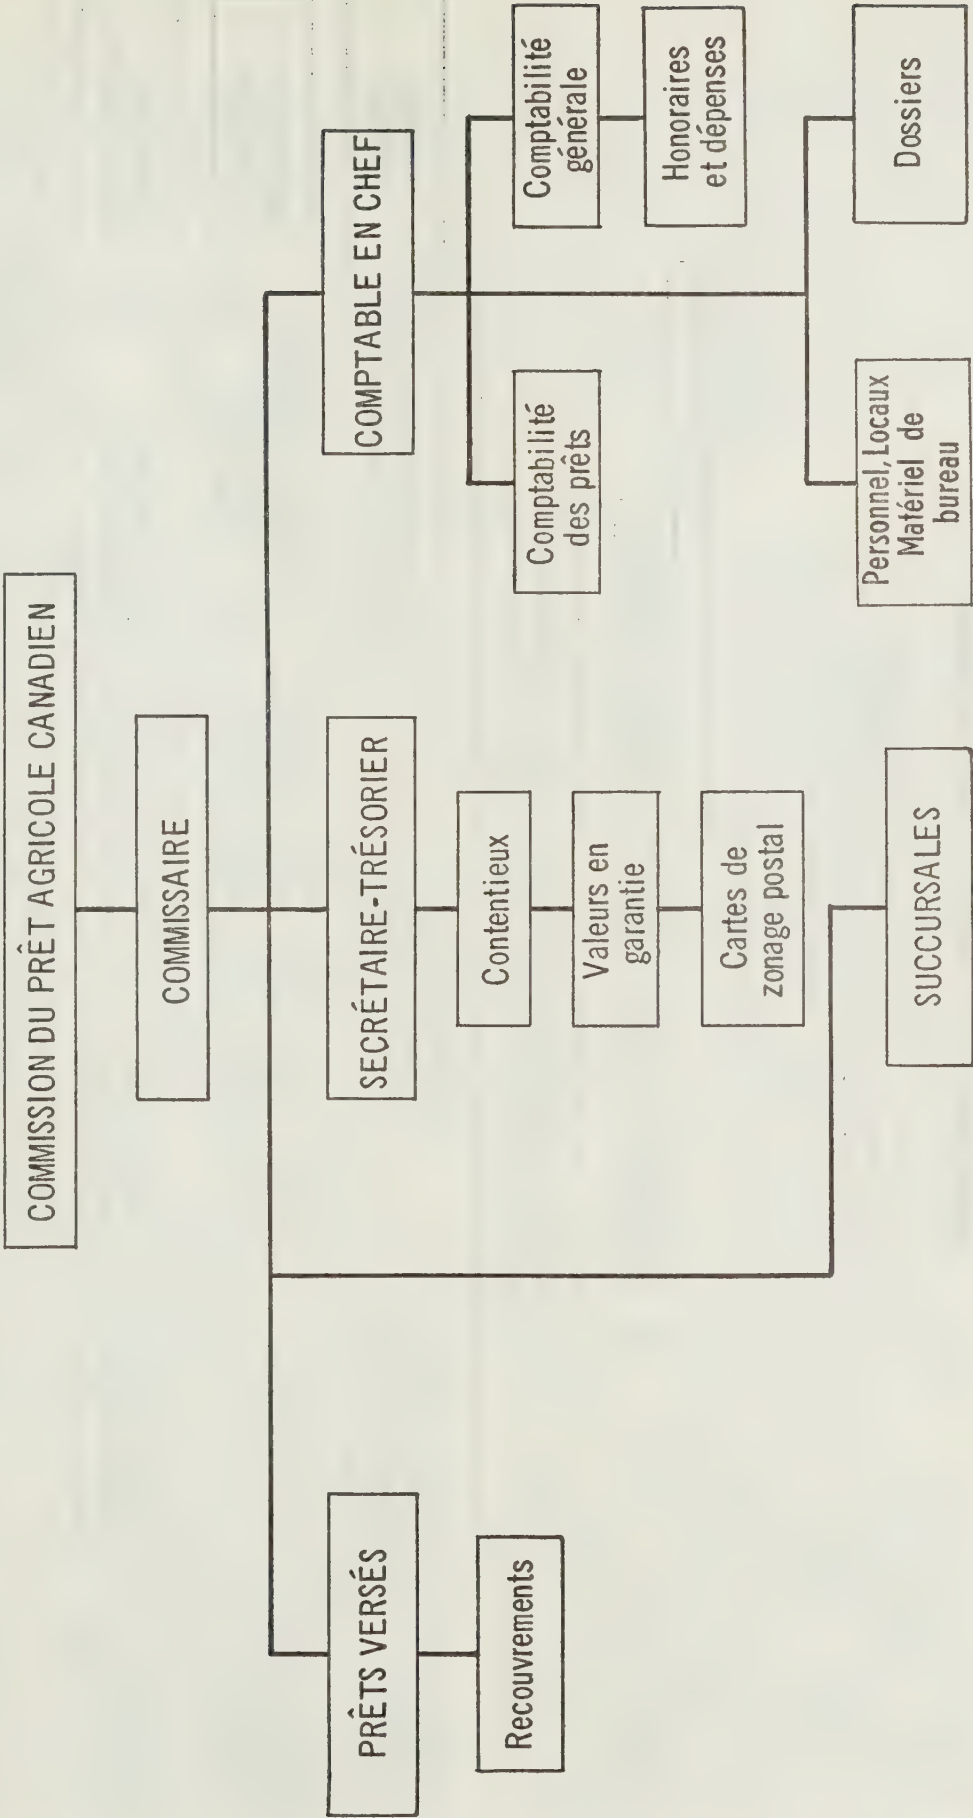 COMMISSION DU PRÊT AGRICOLE CANADIEN
COMMISSAIRE
PRÊTS VERSÉS
Recouvrements
SECRÉTAIRE-TRÉSORIER
Contentieux
Valeurs en
garantie
Cartes de
zonage postal
SUCCURSALES
COMPTABLE EN CHEF
Comptabilité
des prêts
Comptabilité
générale
Honoraires
et dépenses
Personnel, Locaux
Matériel de
bureau
Dossiers